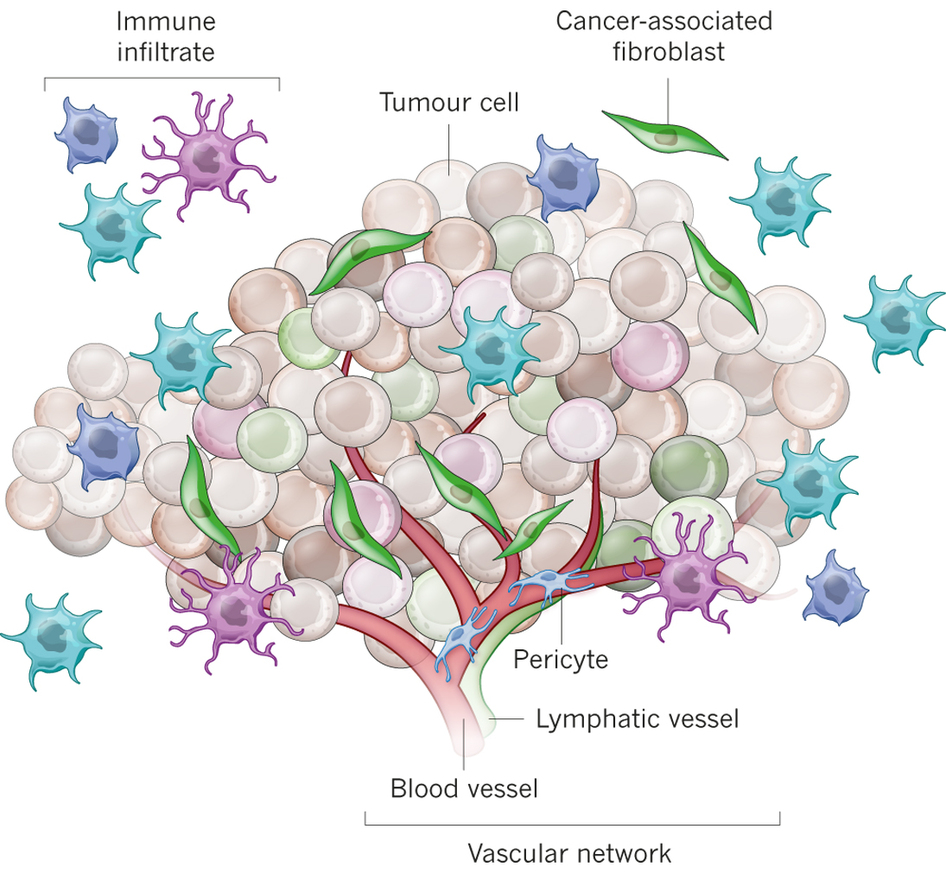 Immune
infiltrate
Cancer-associated
fibroblast
Tumour cell
Pericyte
Lymphatic vessel
Blood vessel
Vascular network